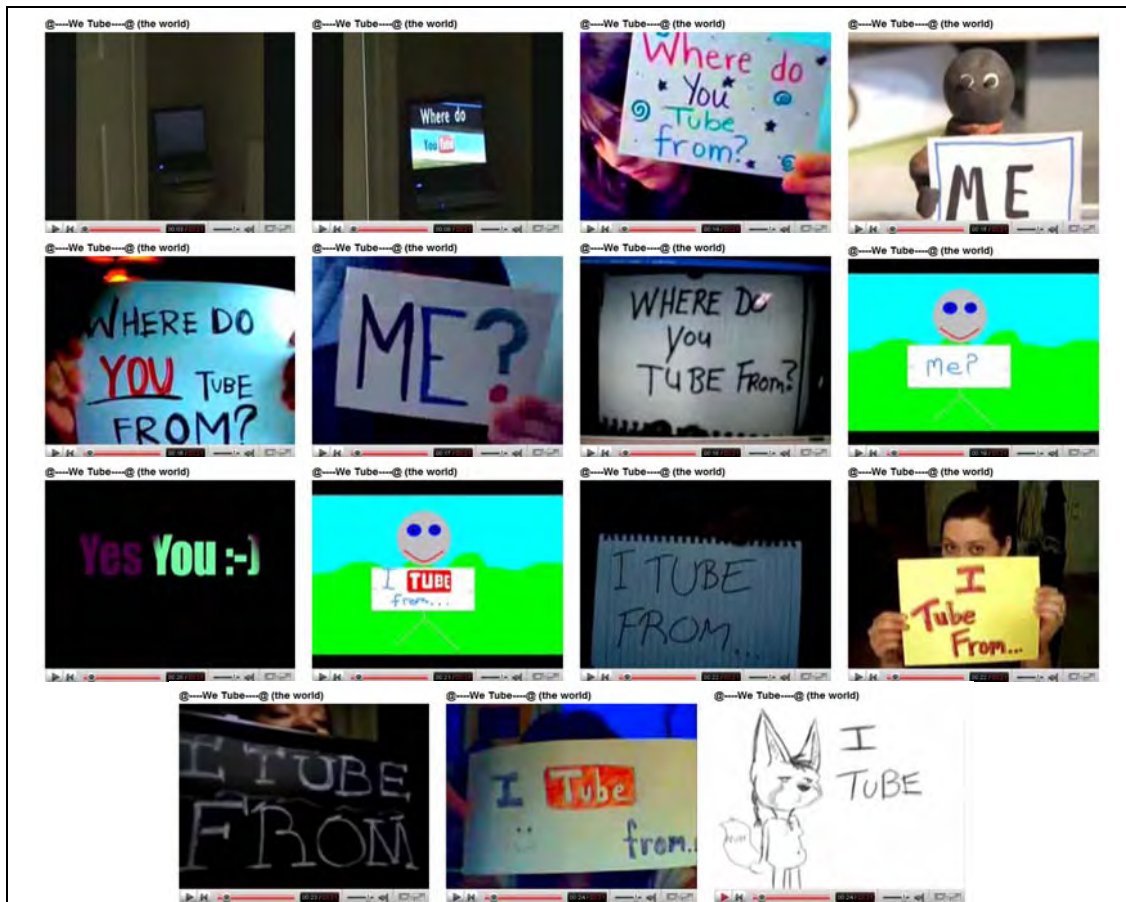 @----We Tube----@ (the world)
@----We Tube----@ (the world)
@----We Tube----@ (the world)
@----We Tube----@ (the world)
Where do
You Tube
Where do
You
Tube
from?
ME
@----We Tube----@ (the world)
@----We Tube----@ (the world)
@----We Tube----@ (the world)
@----We Tube----@ (the world)
WHERE DO
YOU TUBE
FROM?
ME?
WHERE DO
You
TUBE From?
me?
@----We Tube----@ (the world)
@----We Tube----@ (the world)
@----We Tube----@ (the world)
@----We Tube----@ (the world)
Yes You :-)
I TUBE
from...
I TUBE
FROM...
I
Tube
From...
@----We Tube----@ (the world)
@----We Tube----@ (the world)
@----We Tube----@ (the world)
I TUBE
FROM
I Tube
from.
I
TUBE